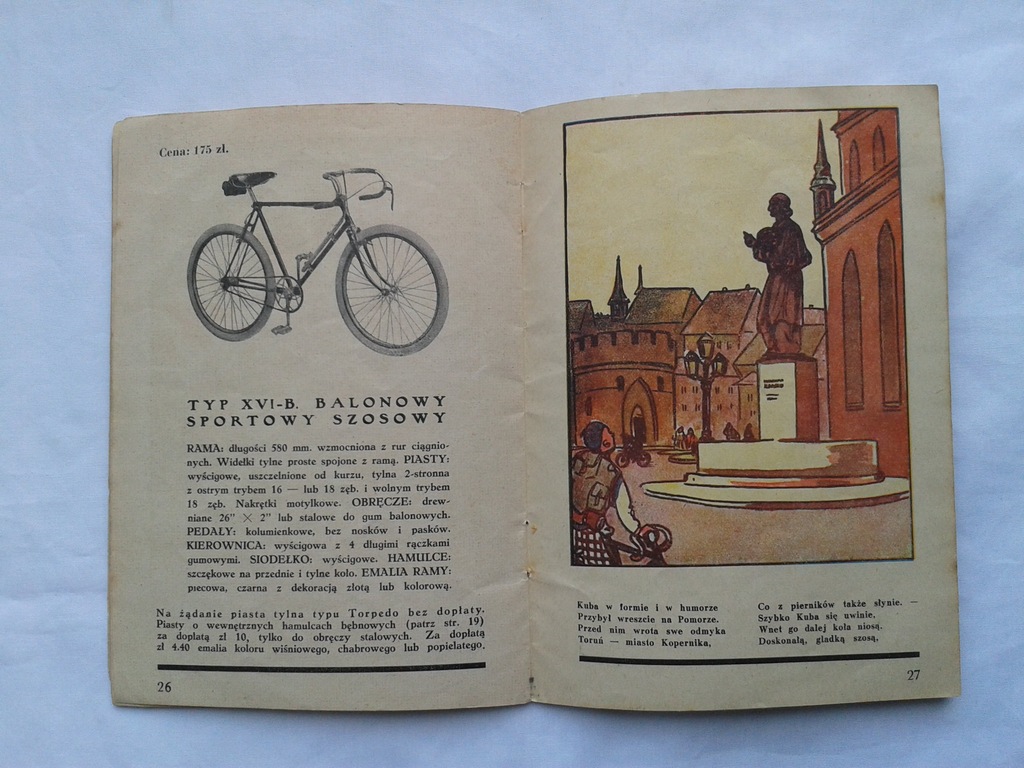 Cena: 175 zł.
TYP XVI-B. BALONOWY
SPORTOWY SZOSOWY
RAMA: długości 580 mm. wzmocniona z rur ciągnio-
nych. Widełki tylne proste spojone z ramą. PIASTY:
wyścigowe, uszczelnione od kurzu, tylna 2-stronna
z ostrym trybem 16 — lub 18 zęb. i wolnym trybem
18 zęb. Nakrętki motylkowe. OBRĘCZE: drew-
niane 26" × 2" lub stalowe do gum balonowych.
PEDAŁY: kolumienkowe, bez nosków i pasków.
KIEROWNICA: wyścigowa z 4 długimi rączkami
gumowymi. SIODEŁKO: wyścigowe. HAMULCE:
szczękowe na przednie i tylne koło. EMALIA RAMY:
piecowa, czarna z dekoracją złotą lub kolorową.
Na żądanie piasta tylna typu Torpedo bez dopłaty.
Piasty o wewnętrznych hamulcach bębnowych (patrz str. 19)
za dopłatą zł 10, tylko do obręczy stalowych. Za dopłatą
zł 4.40 emalia koloru wiśniowego, chabrowego lub popielatego.
26
Kuba w formie i w humorze
Przybył wreszcie na Pomorze.
Przed nim wrota swe odmyka
Toruń — miasto Kopernika,
Co z pierników także słynie. —
Szybko Kuba się uwinie,
Wnet go dalej koła niosą.
Doskonałą, gładką szosą,
27